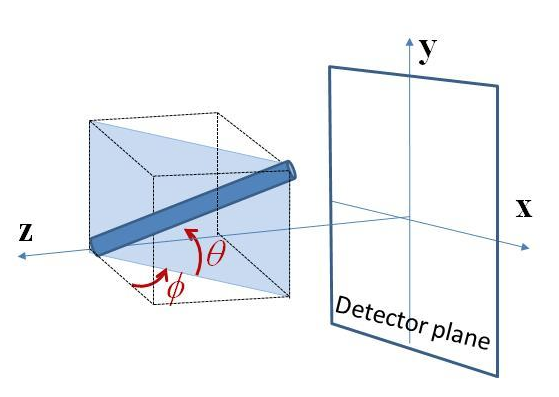 y
x
z
θ
ϕ
Detector plane